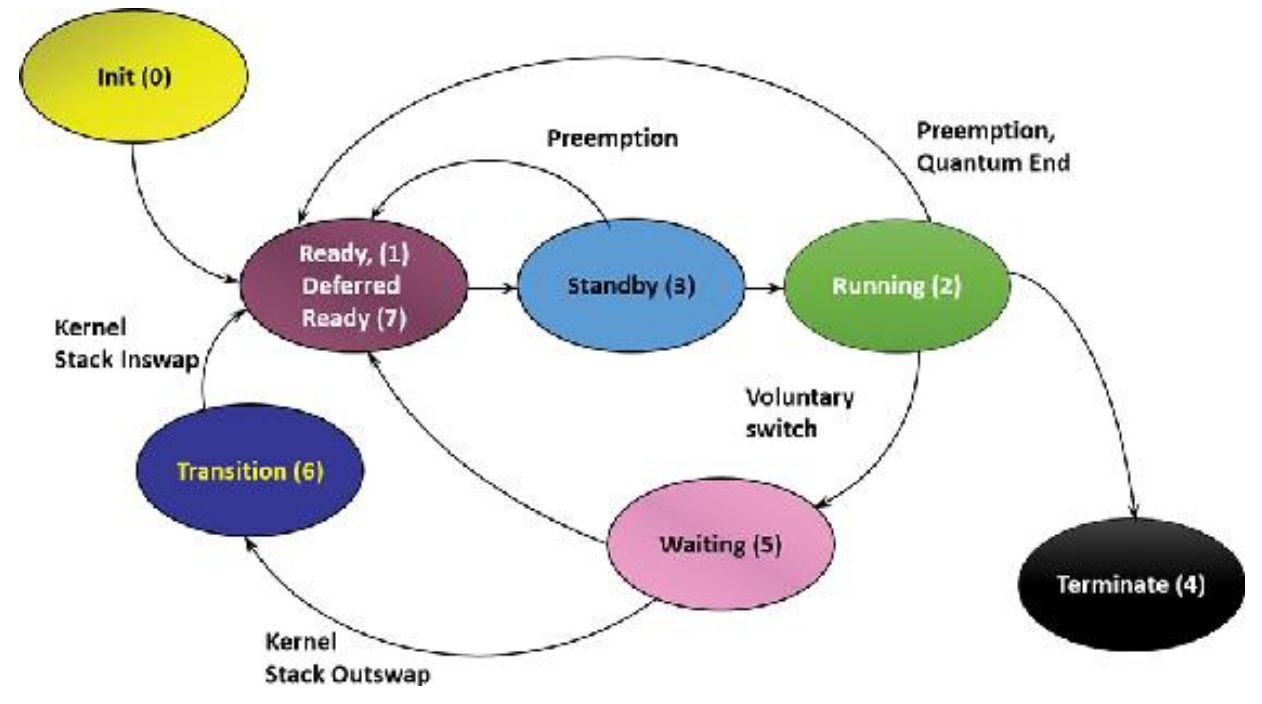 Init (0)
Preemption
Preemption,
Quantum End
Ready, (1)
Deferred
Ready (7)
Standby (3)
Running (2)
Kernel
Stack Inswap
Voluntary
switch
Transition (6)
Waiting (5)
Terminate (4)
Kernel
Stack Outswap